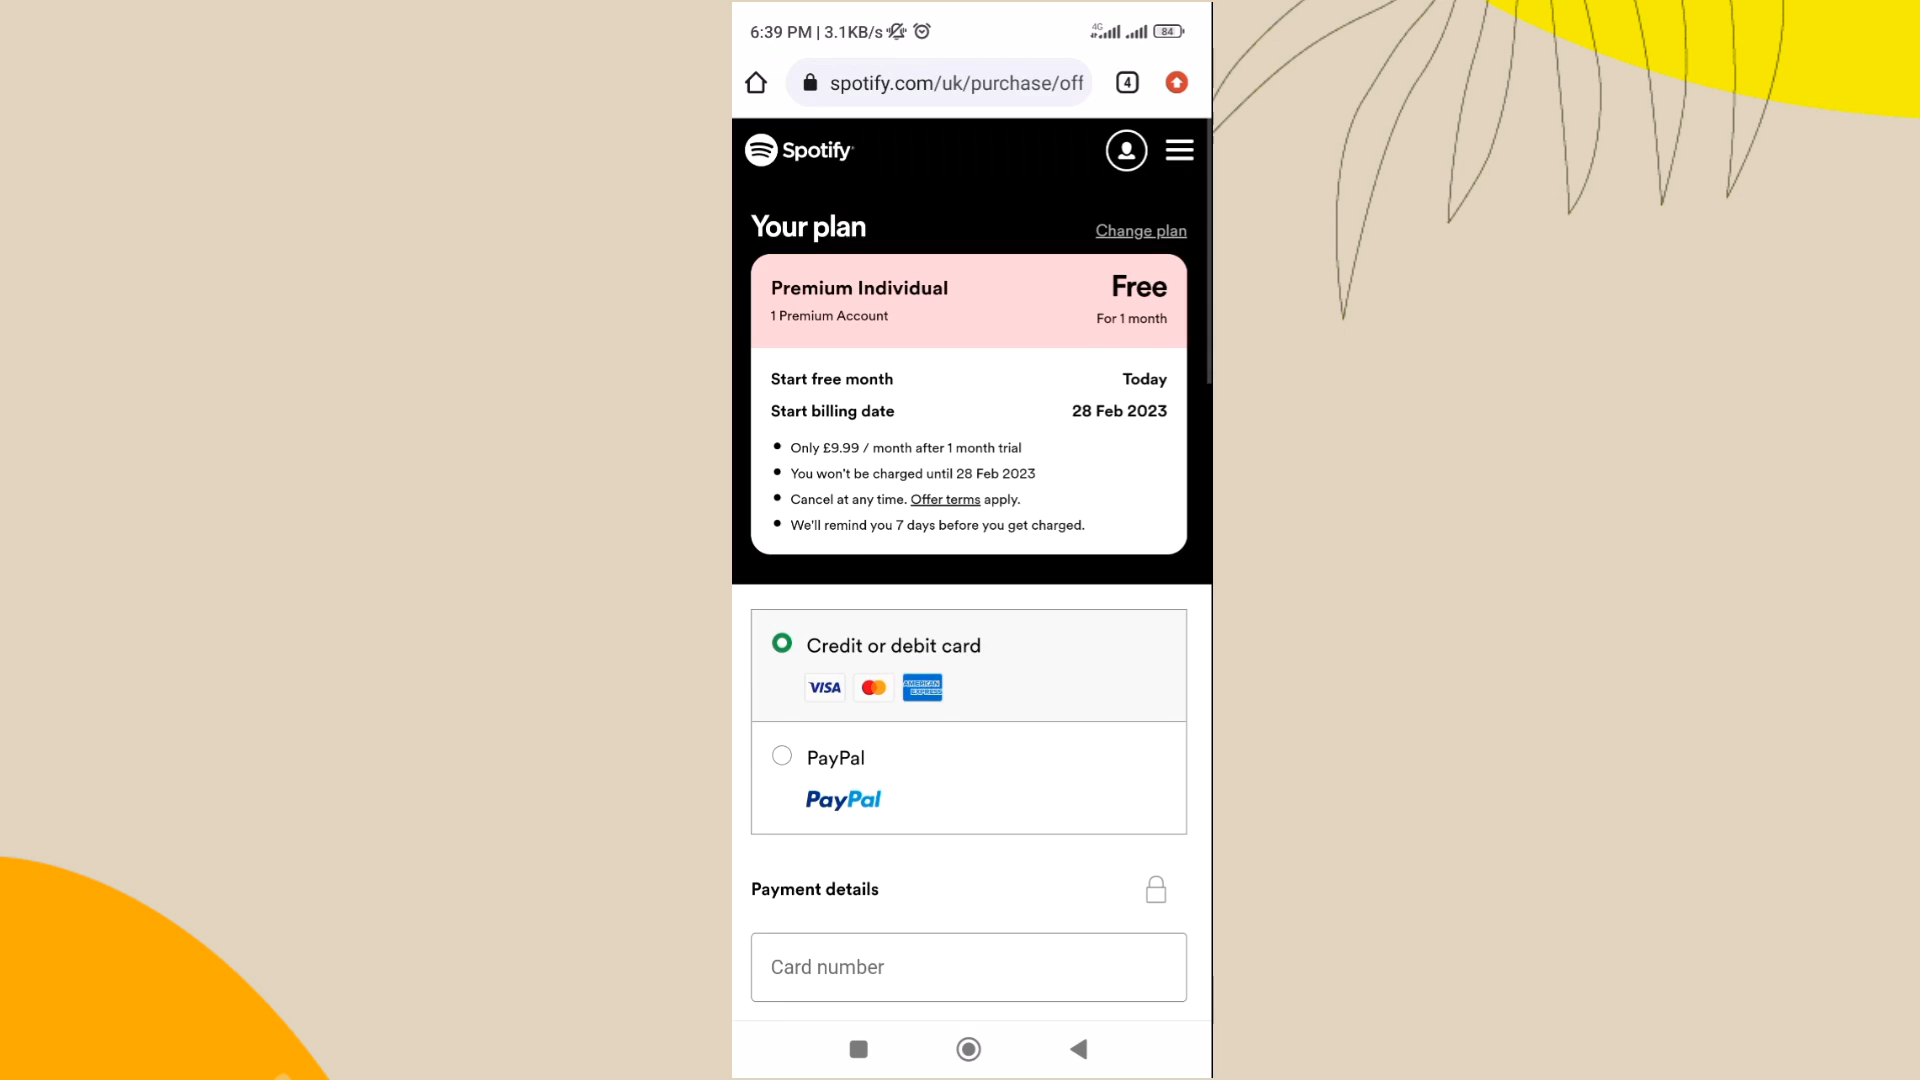 6:39 PM | 3.1KB/s 4G 84
spotify.com/uk/purchase/off 4
Spotify
Your plan Change plan
Premium Individual Free
1 Premium Account For 1 month
Start free month Today
Start billing date 28 Feb 2023
• Only £9.99 / month after 1 month trial
• You won't be charged until 28 Feb 2023
• Cancel at any time. Offer terms apply.
• We'll remind you 7 days before you get charged.
Credit or debit card
VISA AMERICAN EXPRESS
PayPal
PayPal
Payment details
Card number